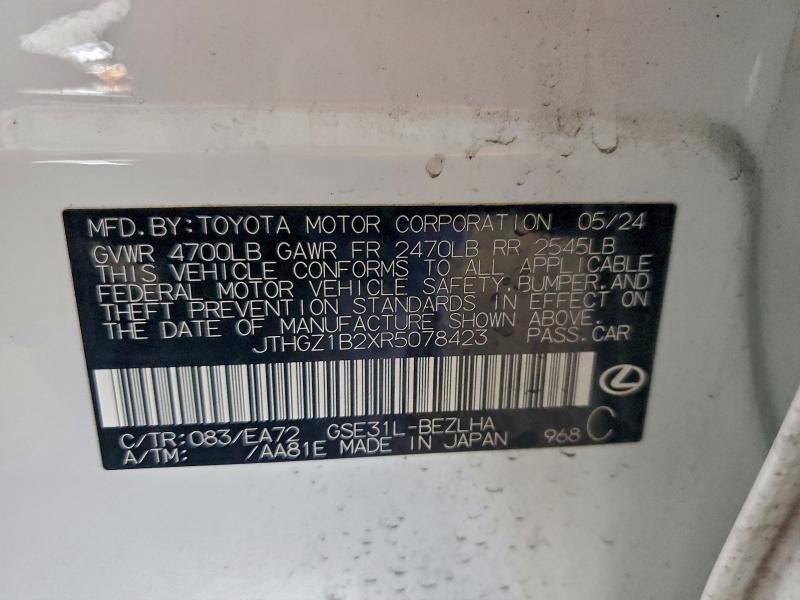 MFD.BY:TOYOTA MOTOR CORPORATION 05/24
GVWR 4700LB GAWR FR 2470LB RR 2545LB
THIS VEHICLE CONFORMS TO ALL APPLICABLE
FEDERAL MOTOR VEHICLE SAFETY,BUMPER,AND
THEFT PREVENTION STANDARDS IN EFFECT ON
THE DATE OF MANUFACTURE SHOWN ABOVE.
JTHGZ1B2XR5078423 PASS.CAR
C/TR:083/EA72 GSE31L-BEZLHA 968 C
A/TM: /AA81E MADE IN JAPAN